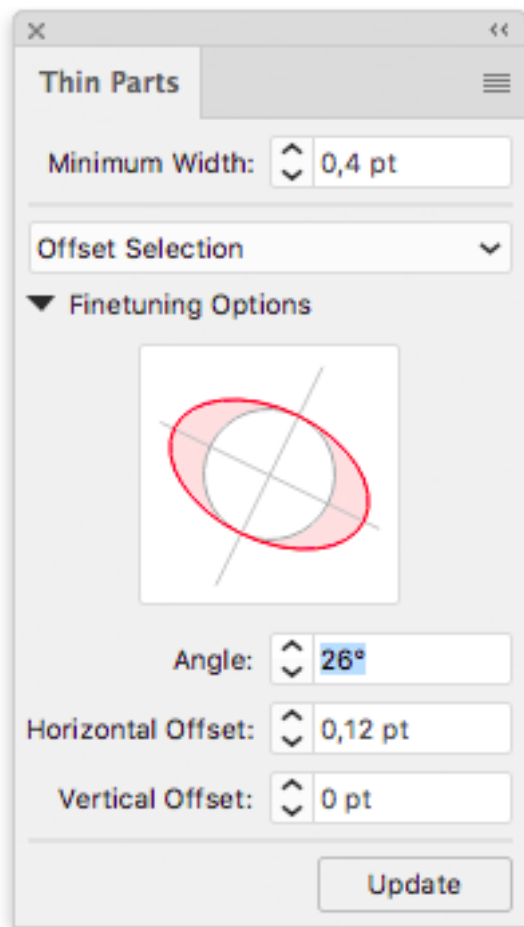 Thin Parts
Minimum Width: 0,4 pt
Offset Selection
Finetuning Options
Angle: 26°
Horizontal Offset: 0,12 pt
Vertical Offset: 0 pt
Update